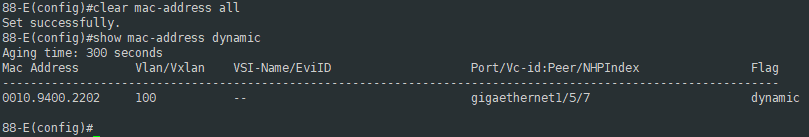 88-E(config)#clear mac-address all
Set successfully.
88-E(config)#show mac-address dynamic
Aging time: 300 seconds
Mac Address Vlan/Vxlan VSI-Name/EviID Port/Vc-id:Peer/NHPIndex Flag
--------------------------------------------------------------------------------------------------------------
0010.9400.2202 100 -- gigaethernet1/5/7 dynamic
88-E(config)#